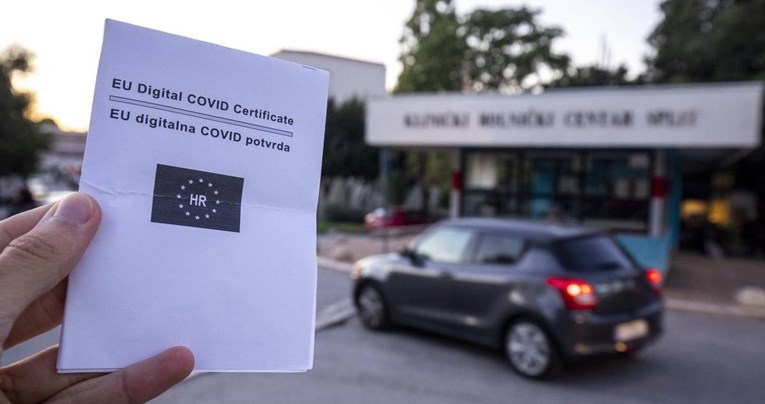 EU Digital COVID Certificate
EU digitalna COVID potvrda
HR
KLINIČKI BOLNIČKI CENTAR SPLIT